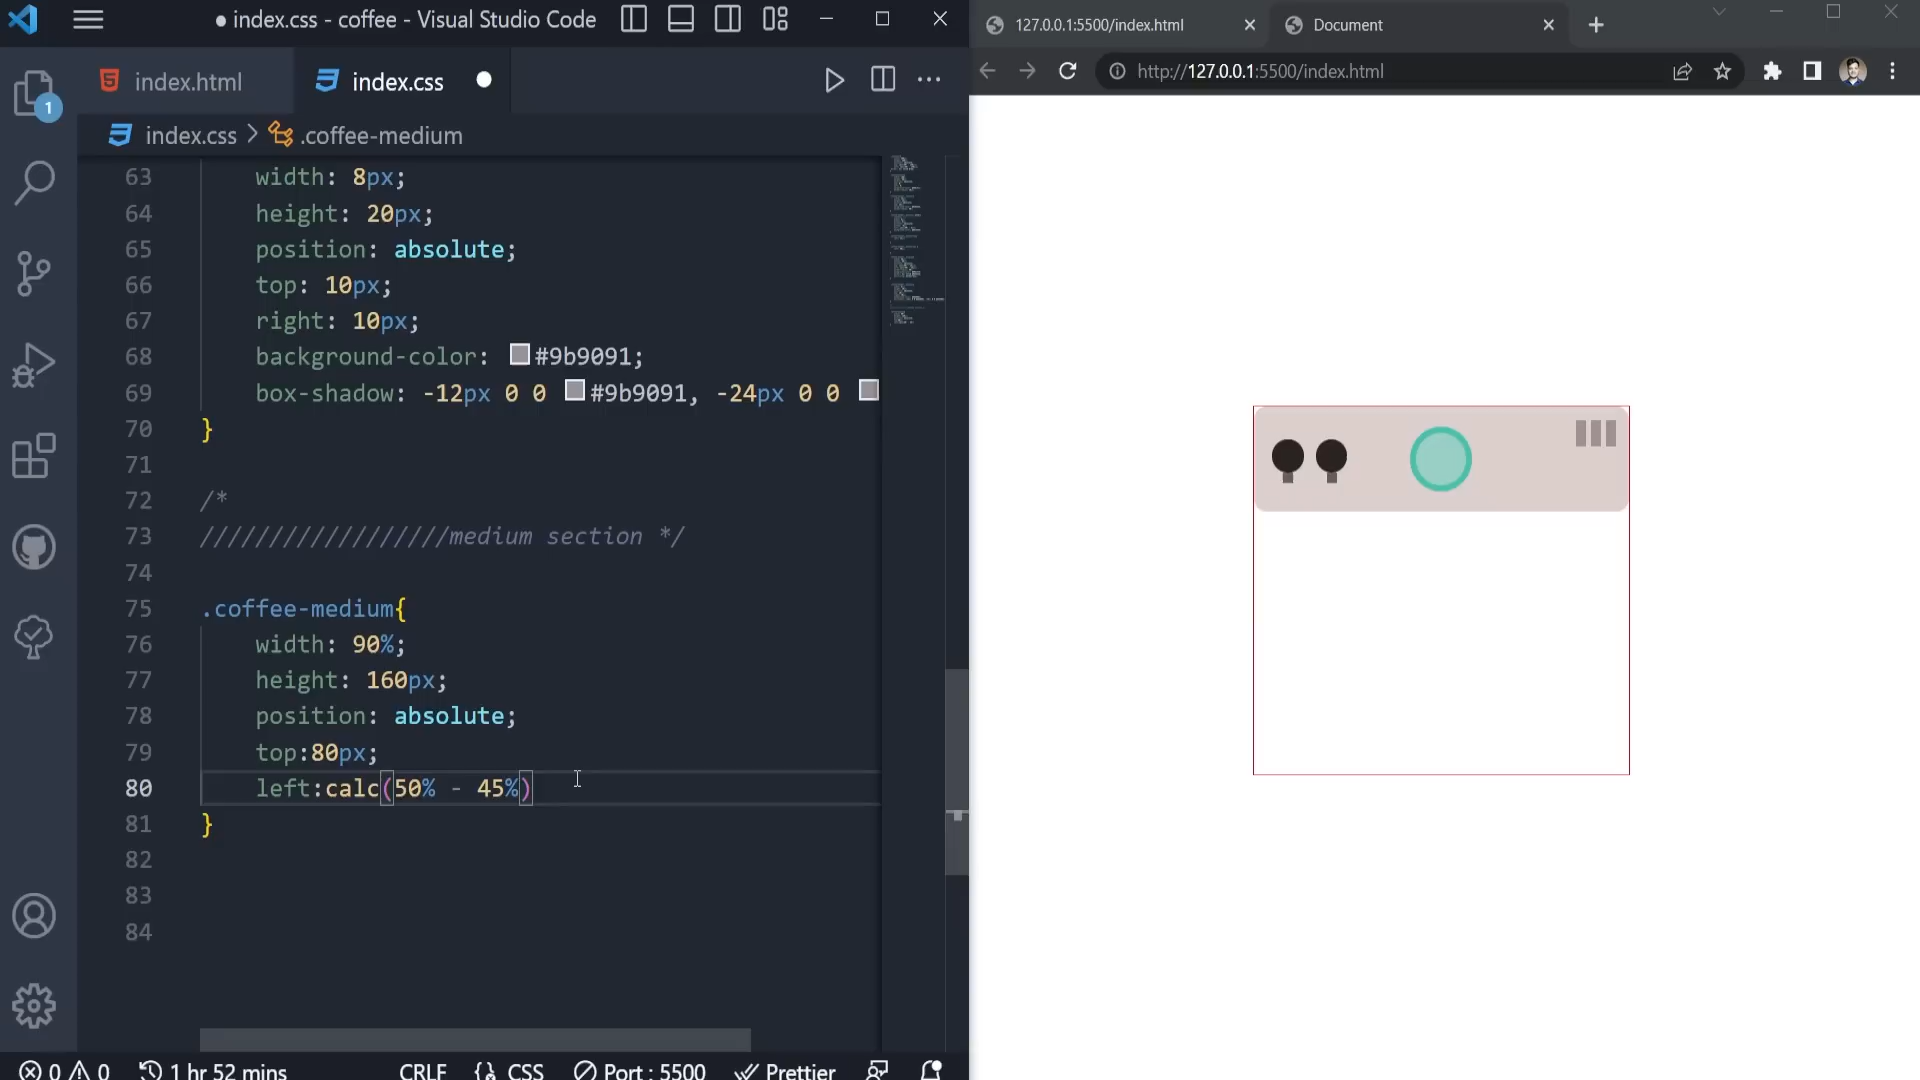 index.css - coffee - Visual Studio Code
index.html
index.css
index.css > .coffee-medium
1
63 width: 8px;
64 height: 20px;
65 position: absolute;
66 top: 10px;
67 right: 10px;
68 background-color: #9b9091;
69 box-shadow: -12px 0 0 #9b9091, -24px 0 0
70 }
71
72 /*
73 //////////////////medium section */
74
75 .coffee-medium{
76 width: 90%;
77 height: 160px;
78 position: absolute;
79 top:80px;
80 left:calc(50% - 45%)
81 }
82
83
84
0 0 1 hr 52 mins CRLF CSS Port : 5500 Prettier
127.0.0.1:5500/index.html
Document
http://127.0.0.1:5500/index.html